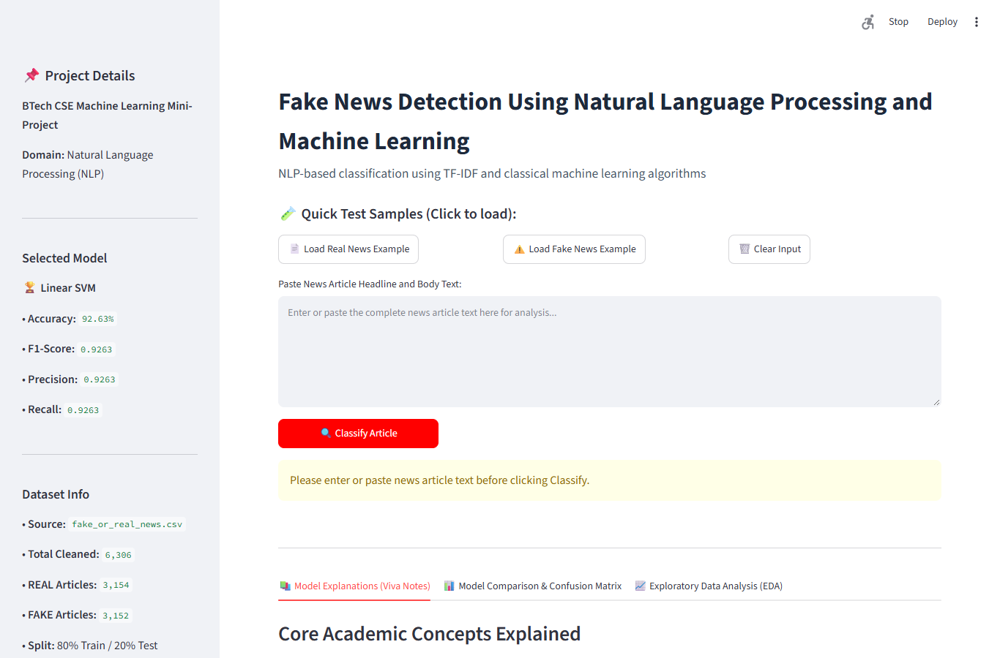 Stop
Deploy
Project Details
BTech CSE Machine Learning Mini-
Project
Domain: Natural Language
Processing (NLP)
Selected Model
Linear SVM
• Accuracy: 92.63%
• F1-Score: 0.9263
• Precision: 0.9263
• Recall: 0.9263
Dataset Info
• Source: fake_or_real_news.csv
• Total Cleaned: 6,306
• REAL Articles: 3,154
• FAKE Articles: 3,152
• Split: 80% Train / 20% Test
Fake News Detection Using Natural Language Processing and
Machine Learning
NLP-based classification using TF-IDF and classical machine learning algorithms
Quick Test Samples (Click to load):
Load Real News Example
Load Fake News Example
Clear Input
Paste News Article Headline and Body Text:
Enter or paste the complete news article text here for analysis...
Classify Article
Please enter or paste news article text before clicking Classify.
Model Explanations (Viva Notes)
Model Comparison & Confusion Matrix
Exploratory Data Analysis (EDA)
Core Academic Concepts Explained